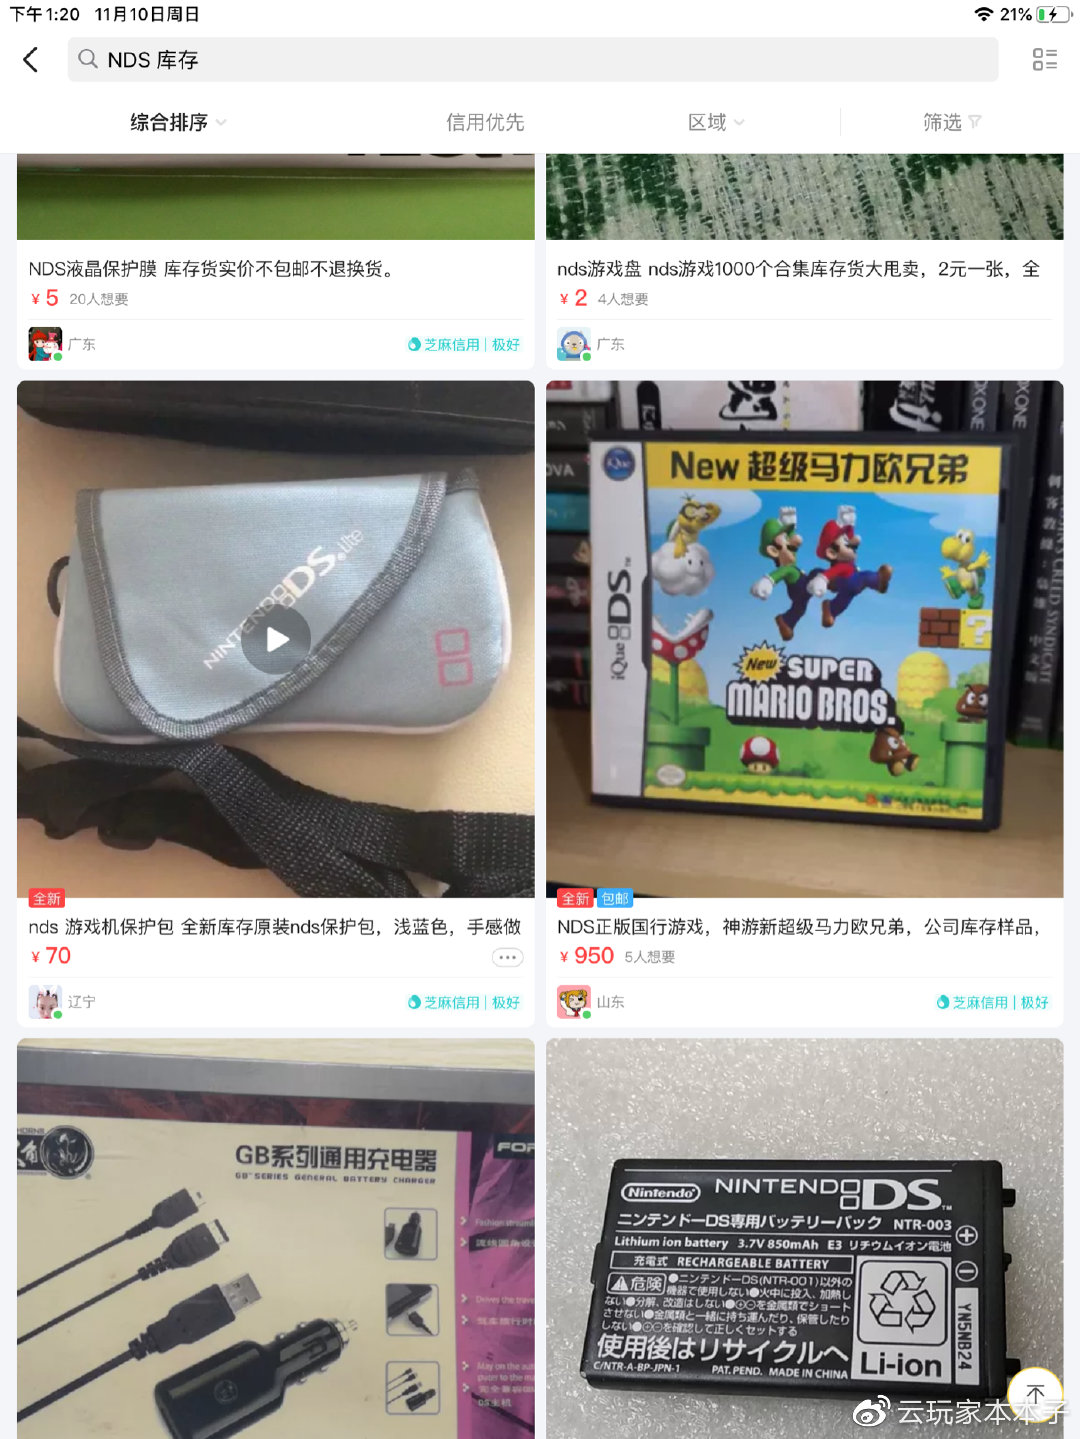 下午1:20 11月10日周日
21%
NDS 库存
综合排序
信用优先
区域
筛选
NDS液晶保护膜 库存货实价不包邮不退换货。
¥ 5 20人想要
广东
芝麻信用 | 极好
nds游戏盘 nds游戏1000个合集库存货大甩卖，2元一张，全
¥ 2 4人想要
广东
NINTENDO DS Lite
全新
nds 游戏机保护包 全新库存原装nds保护包，浅蓝色，手感做
¥ 70
辽宁
芝麻信用 | 极好
New 超级马力欧兄弟
iQue
iQue DS
New SUPER
MARIO BROS.
全新 包邮
NDS正版国行游戏，神游新超级马力欧兄弟，公司库存样品，
¥ 950 5人想要
山东
芝麻信用 | 极好
GB系列通用充电器
GB SERIES GENERAL BATTERY CHARGER
FOR
Nintendo NINTENDO DS
ニンテンドーDS専用バッテリーパック NTR-003
Lithium ion battery 3.7V 850mAh E3 リチウムイオン電池
充電式 RECHARGEABLE BATTERY
危険 ●ニンテンドーDS(NTR-001)以外の
機器で使用しない●火中に投入、加熱し
ない●分解、改造はしない●⊕⊖を金属類でショート
させない●金属類と一緒に持ち運んだり、保管したり
しない●⊕⊖を確認して正しくセットする
使用後はリサイクルへ
C/NTR-A-BP-JPN-1 PAT. PEND. MADE IN CHINA
Li-ion
YN5NB24
云玩家本本子